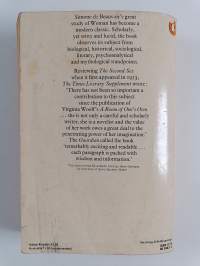 Simone de Beauvoir's great
study of Woman has become a
modern classic. Scholarly,
yet witty and lucid, the book
observes its subject from
biological, historical, sociological,
literary, psychoanalytical
and mythological standpoints.
Reviewing The Second Sex
when it first appeared in 1953,
The Times Literary Supplement wrote:
'There has not been so important a
contribution to this subject
since the publication of
Virginia Woolf's A Room of One's Own
. . . she is not only a careful and scholarly
writer, she is a novelist and the value
of her work owes a great deal to the
penetrating power of her imagination.'
The Guardian called the book
'remarkably exciting and readable . . .
each paragraph is packed with
wisdom and information.'